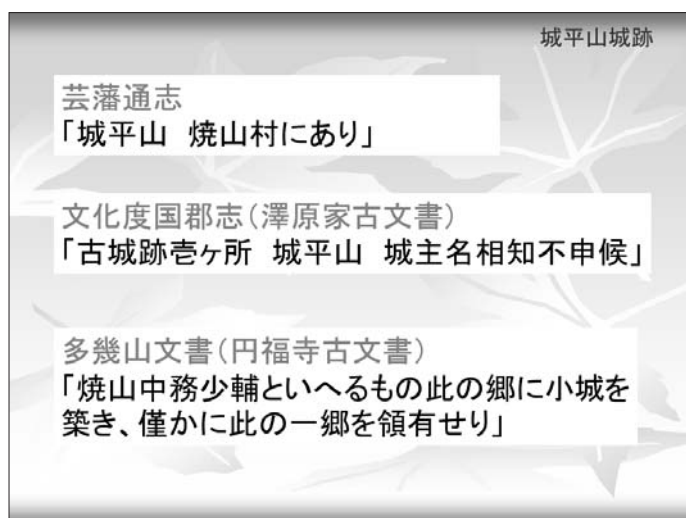 城平山城跡
芸藩通志
「城平山　焼山村にあり」
文化度国郡志（澤原家古文書）
「古城跡壱ヶ所　城平山　城主名相知不申候」
多幾山文書（円福寺古文書）
「焼山中務少輔といへるもの此の郷に小城を
築き、僅かに此の一郷を領有せり」